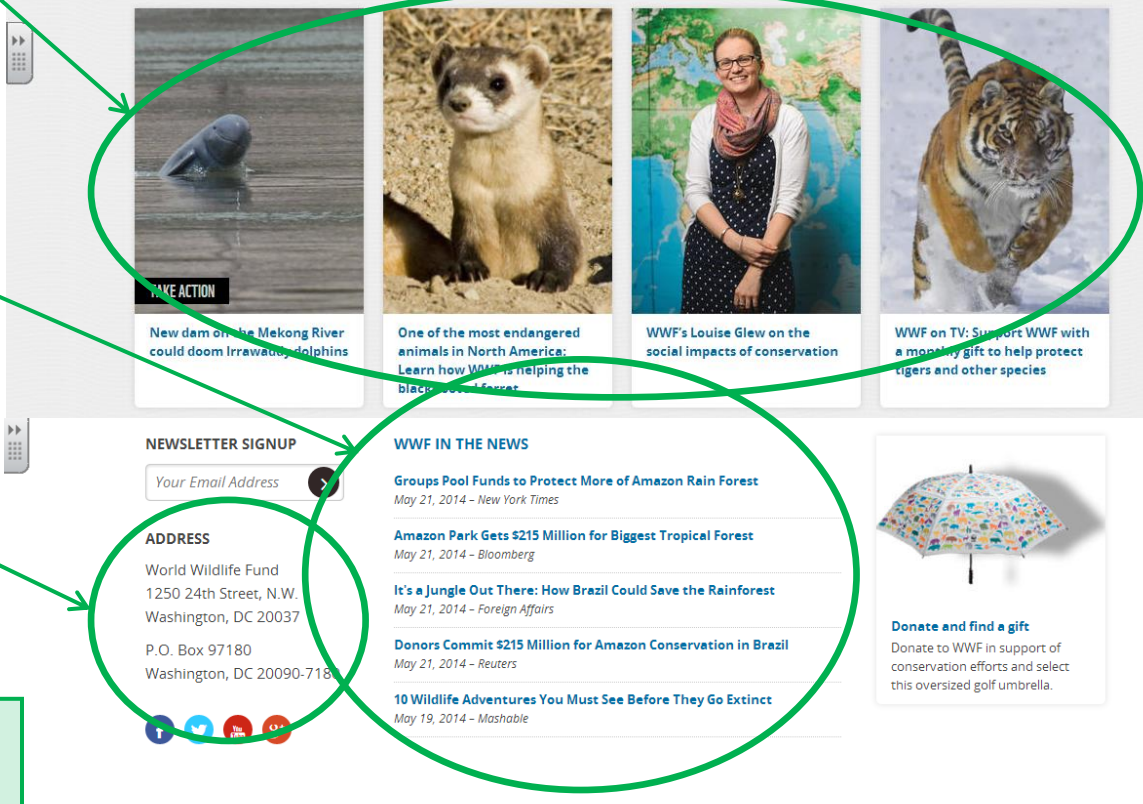 TAKE ACTION
New dam on the Mekong River
could doom Irrawaddy dolphins
One of the most endangered
animals in North America:
Learn how WWF is helping the
black-footed ferret
WWF's Louise Glew on the
social impacts of conservation
WWF on TV: Support WWF with
a monthly gift to help protect
tigers and other species
NEWSLETTER SIGNUP
Your Email Address
ADDRESS
World Wildlife Fund
1250 24th Street, N.W.
Washington, DC 20037
P.O. Box 97180
Washington, DC 20090-7180
WWF IN THE NEWS
Groups Pool Funds to Protect More of Amazon Rain Forest
May 21, 2014 – New York Times
Amazon Park Gets $215 Million for Biggest Tropical Forest
May 21, 2014 – Bloomberg
It's a Jungle Out There: How Brazil Could Save the Rainforest
May 21, 2014 – Foreign Affairs
Donors Commit $215 Million for Amazon Conservation in Brazil
May 21, 2014 – Reuters
10 Wildlife Adventures You Must See Before They Go Extinct
May 19, 2014 – Mashable
Donate and find a gift
Donate to WWF in support of
conservation efforts and select
this oversized golf umbrella.